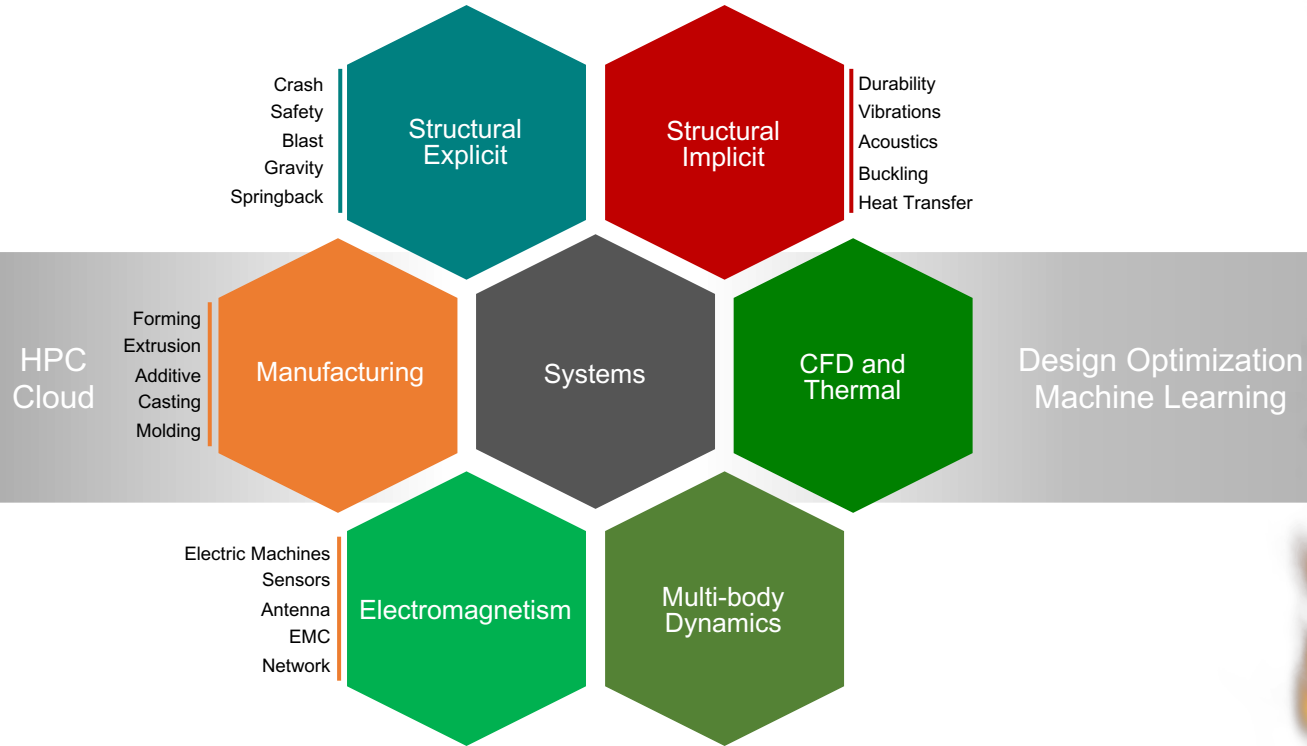 Crash
Safety
Blast
Gravity
Springback
Structural
Explicit
Structural
Implicit
Durability
Vibrations
Acoustics
Buckling
Heat Transfer
HPC
Cloud
Forming
Extrusion
Additive
Casting
Molding
Manufacturing
Systems
CFD and
Thermal
Design Optimization
Machine Learning
Electric Machines
Sensors
Antenna
EMC
Network
Electromagnetism
Multi-body
Dynamics